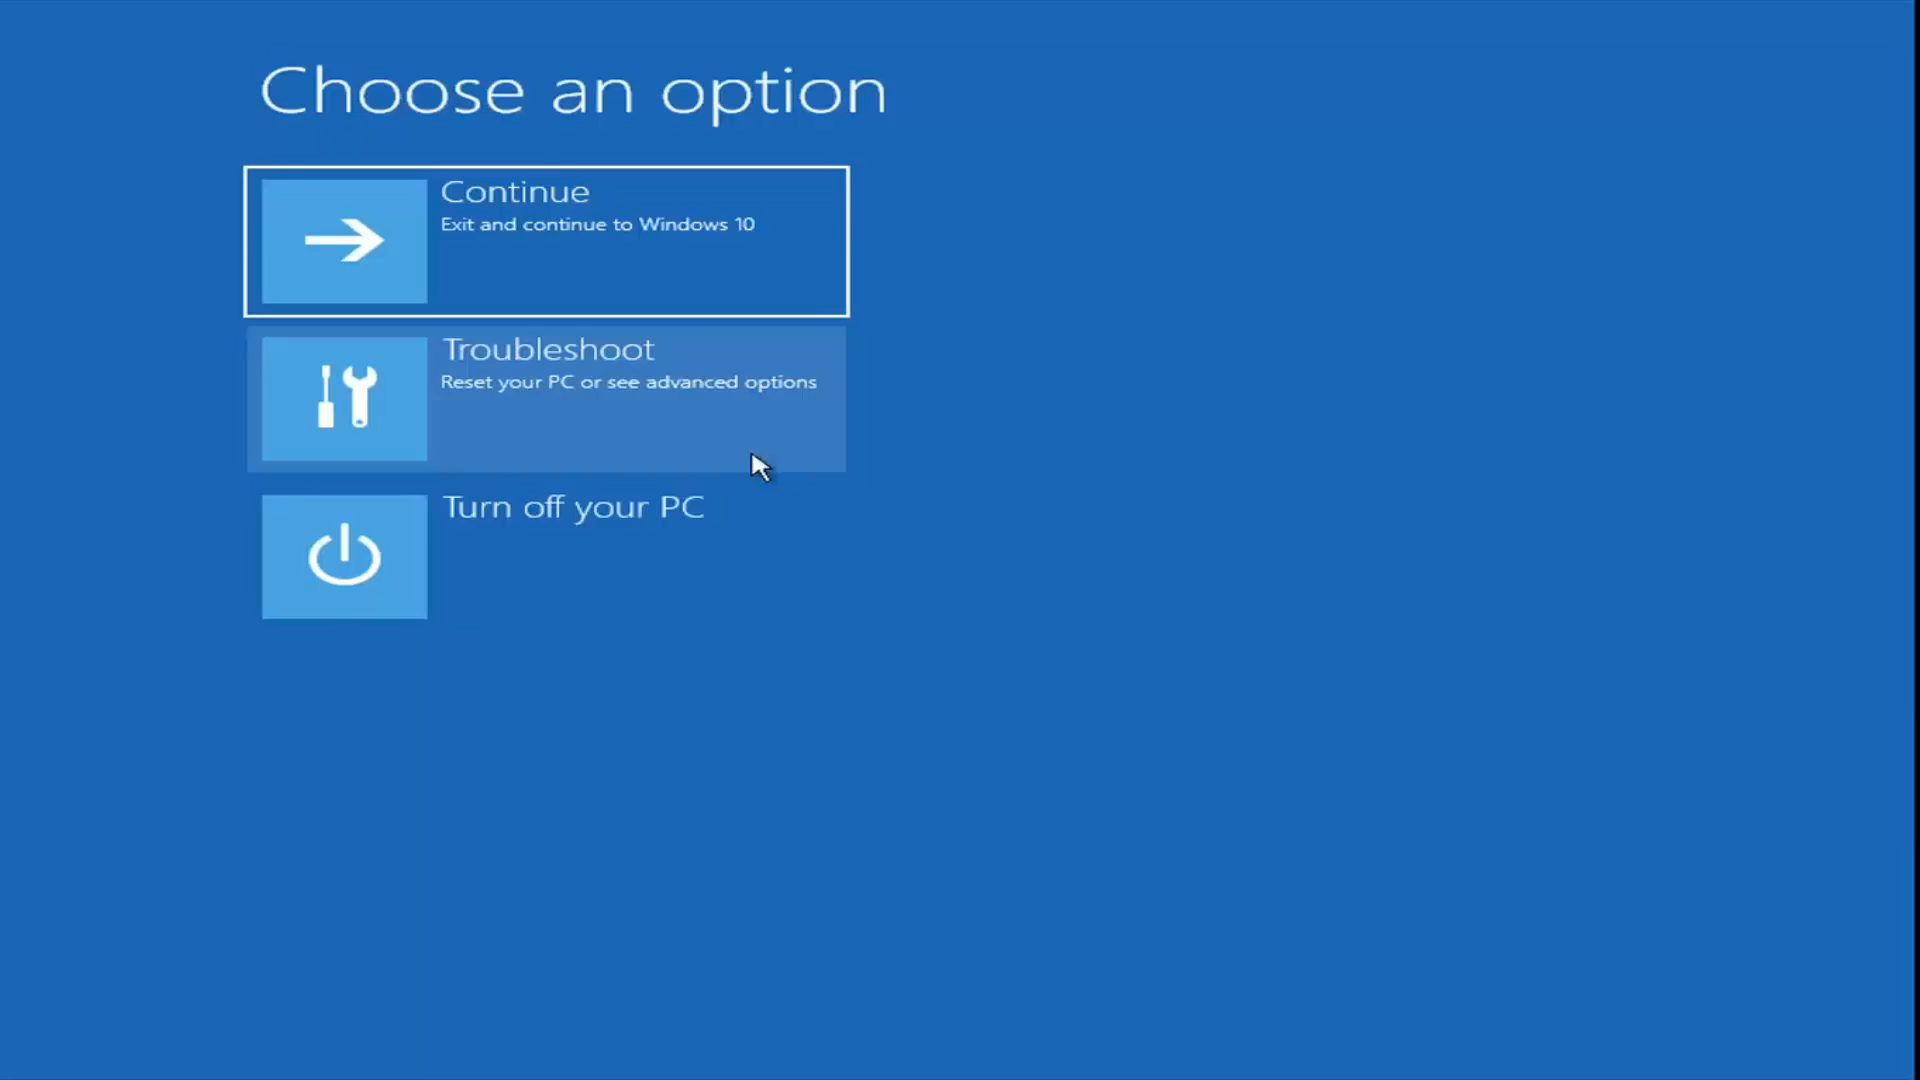 Choose an option
Continue
Exit and continue to Windows 10
Troubleshoot
Reset your PC or see advanced options
Turn off your PC